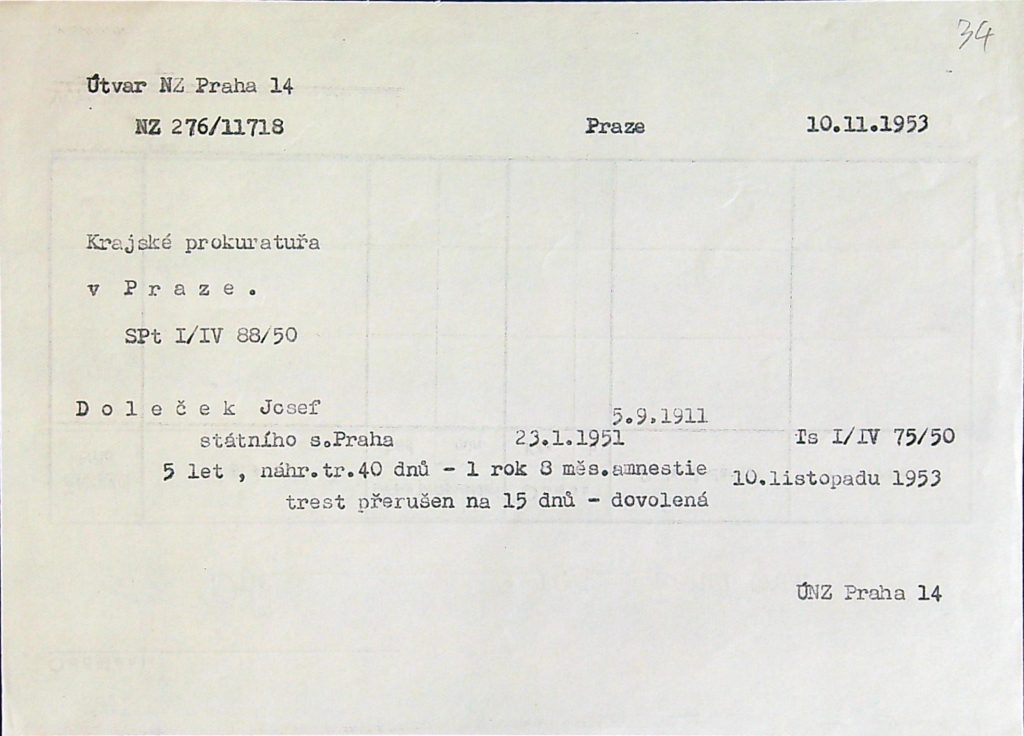 34
Útvar NZ Praha 14
NZ 276/11718 Praze 10.11.1953
Krajské prokuratuřa
v P r a z e .
SPt I/IV 88/50
D o l e č e k Josef 5.9.1911
státního s.Praha 23.1.1951 Ts I/IV 75/50
5 let , náhr.tr.40 dnů - 1 rok 8 měs.amnestie 10.listopadu 1953
trest přerušen na 15 dnů - dovolená
ÚNZ Praha 14